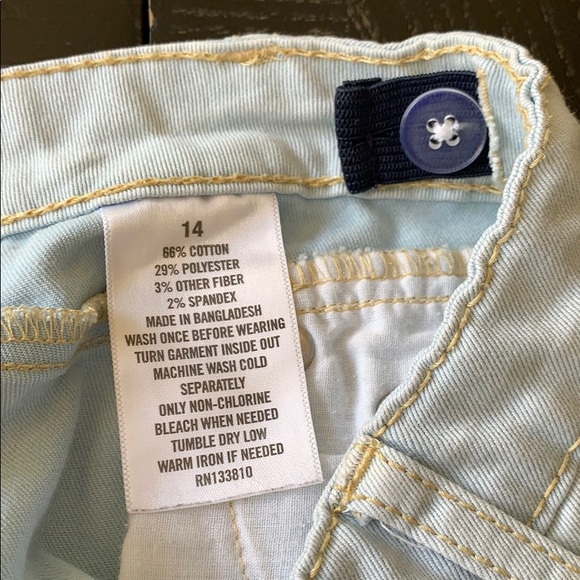 14
66% COTTON
29% POLYESTER
3% OTHER FIBER
2% SPANDEX
MADE IN BANGLADESH
WASH ONCE BEFORE WEARING
TURN GARMENT INSIDE OUT
MACHINE WASH COLD
SEPARATELY
ONLY NON-CHLORINE
BLEACH WHEN NEEDED
TUMBLE DRY LOW
WARM IRON IF NEEDED
RN133810